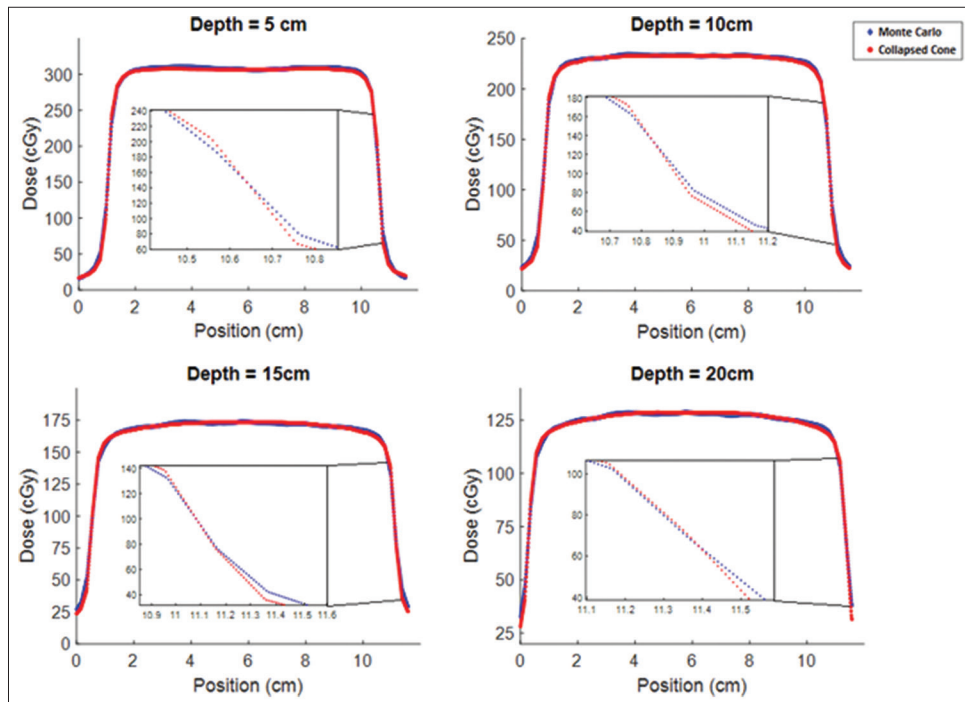 Depth = 5 cm
300
250
200
150
100
50
0
Dose (cGy)
0 2 4 6 8 10
Position (cm)
240
220
200
180
160
140
120
100
80
60
10.5 10.6 10.7 10.8
Depth = 10cm
250
200
150
100
50
0
Dose (cGy)
0 2 4 6 8 10
Position (cm)
180
160
140
120
100
80
60
40
10.7 10.8 10.9 11 11.1 11.2
Monte Carlo
Collapsed Cone
Depth = 15cm
175
150
125
100
75
50
25
0
Dose (cGy)
0 2 4 6 8 10
Position (cm)
140
120
100
80
60
40
10.9 11 11.1 11.2 11.3 11.4 11.5 11.6
Depth = 20cm
125
100
75
50
25
Dose (cGy)
0 2 4 6 8 10
Position (cm)
100
80
60
40
11.1 11.2 11.3 11.4 11.5